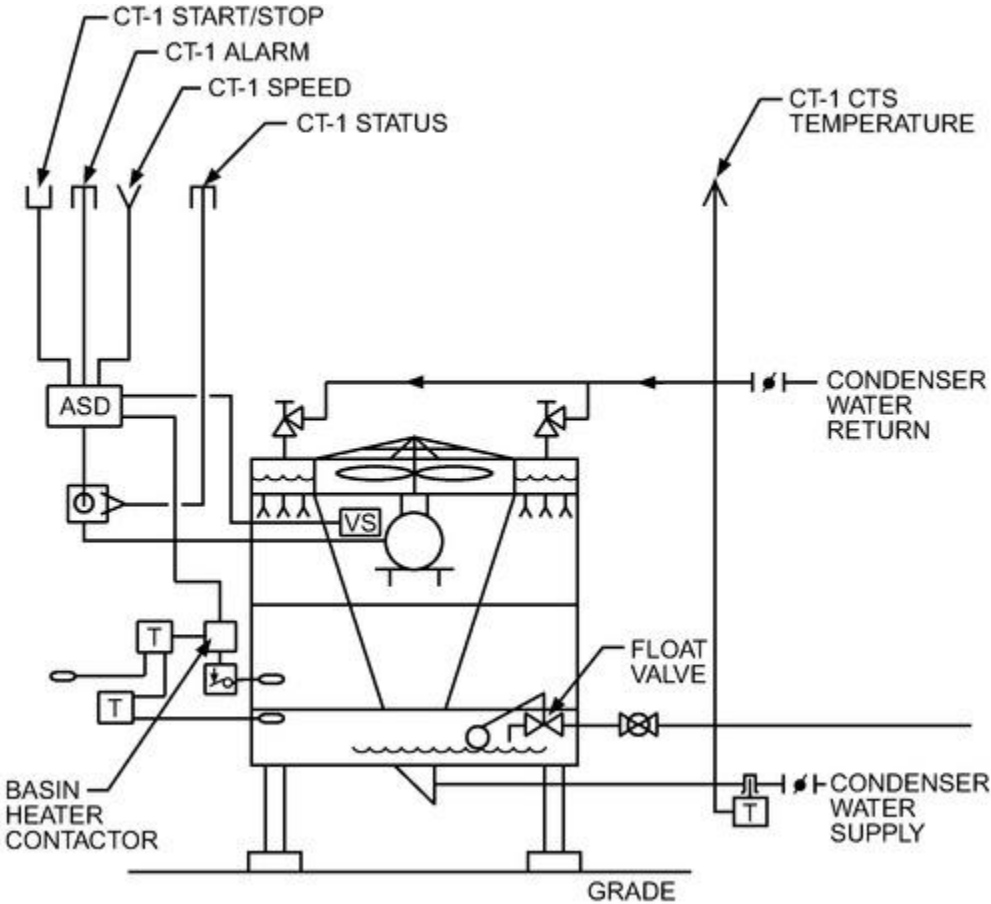 CT-1 START/STOP
CT-1 ALARM
CT-1 SPEED
CT-1 STATUS
CT-1 CTS
TEMPERATURE
CONDENSER
WATER
RETURN
ASD
VS
T
T
FLOAT
VALVE
BASIN
HEATER
CONTACTOR
T
CONDENSER
WATER
SUPPLY
GRADE